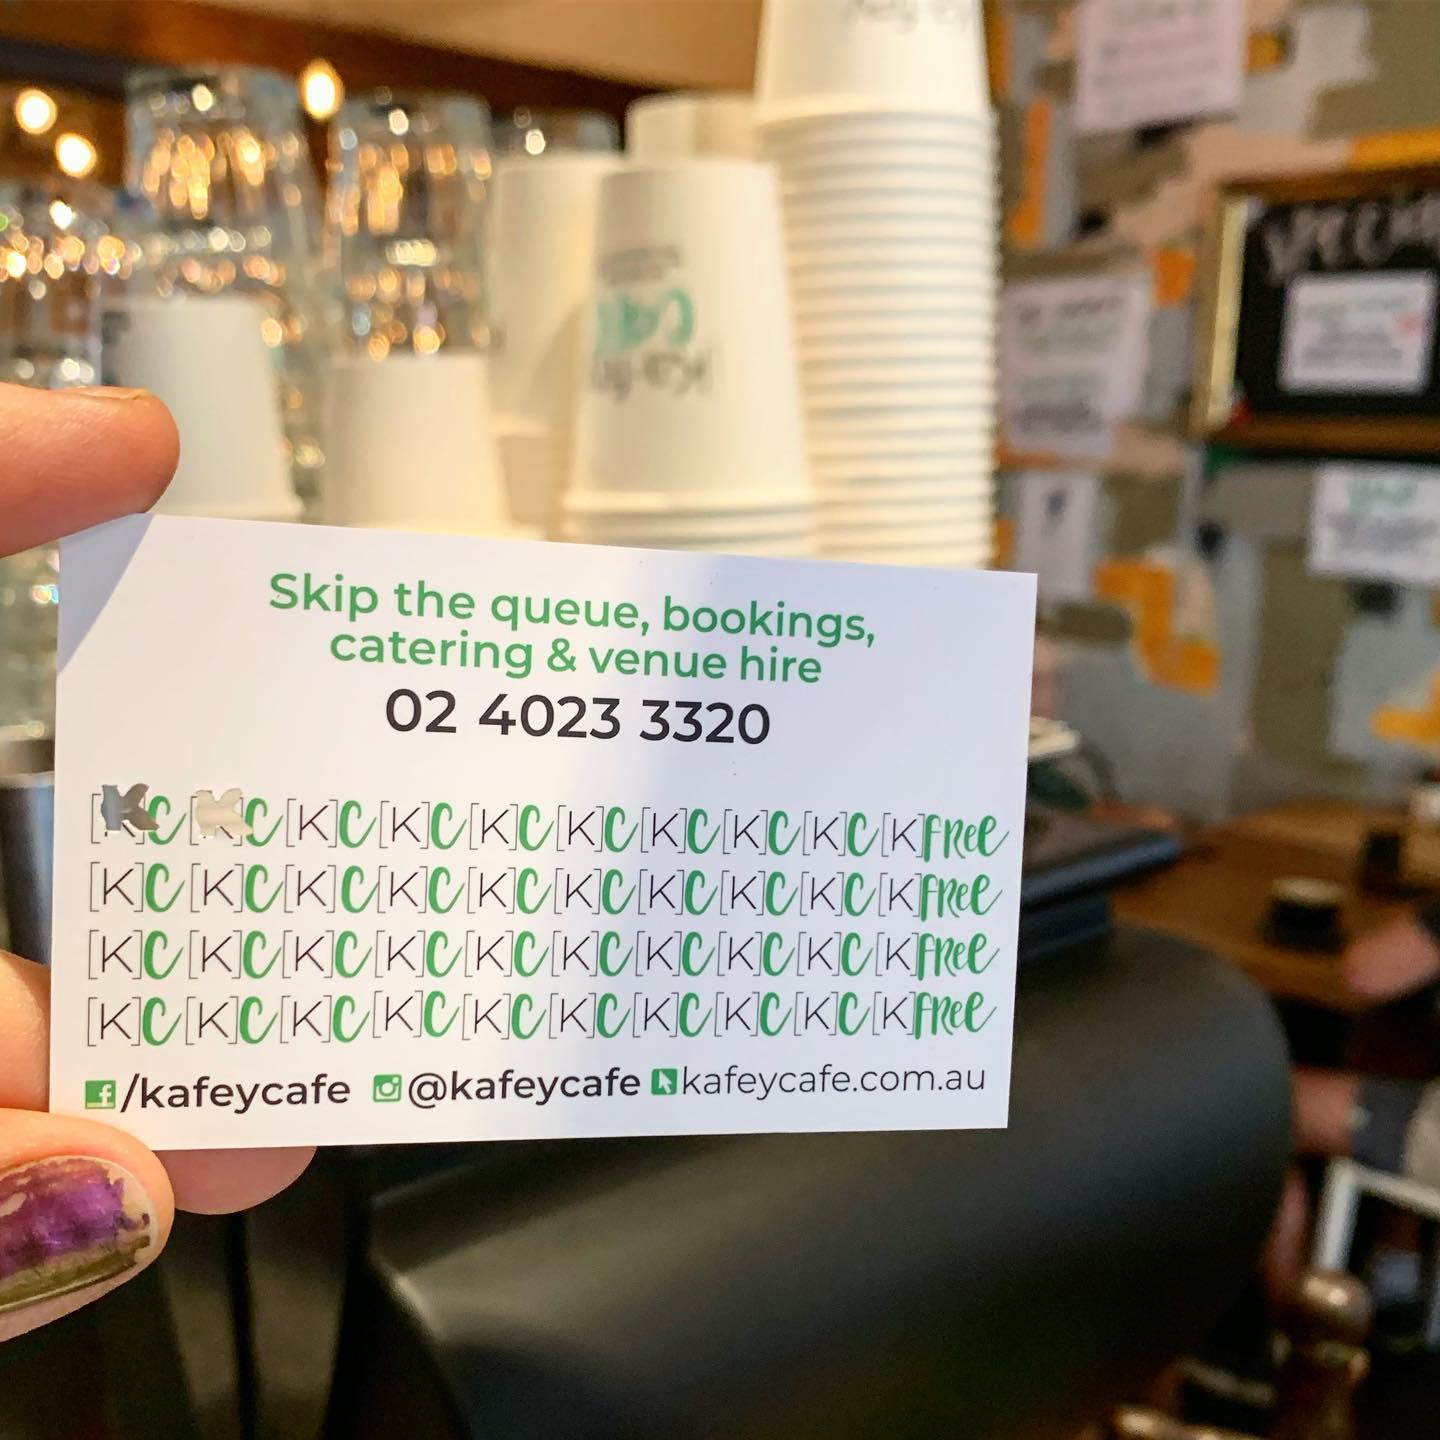 Skip the queue, bookings,
catering & venue hire
02 4023 3320
[K]C[K]C[K]C[K]C[K]C[K]C[K]C[K]C[K]C[K]FRee
[K]C[K]C[K]C[K]C[K]C[K]C[K]C[K]C[K]C[K]FRee
[K]C[K]C[K]C[K]C[K]C[K]C[K]C[K]C[K]C[K]FRee
[K]C[K]C[K]C[K]C[K]C[K]C[K]C[K]C[K]C[K]FRee
/kafeycafe @kafeycafe kafeycafe.com.au